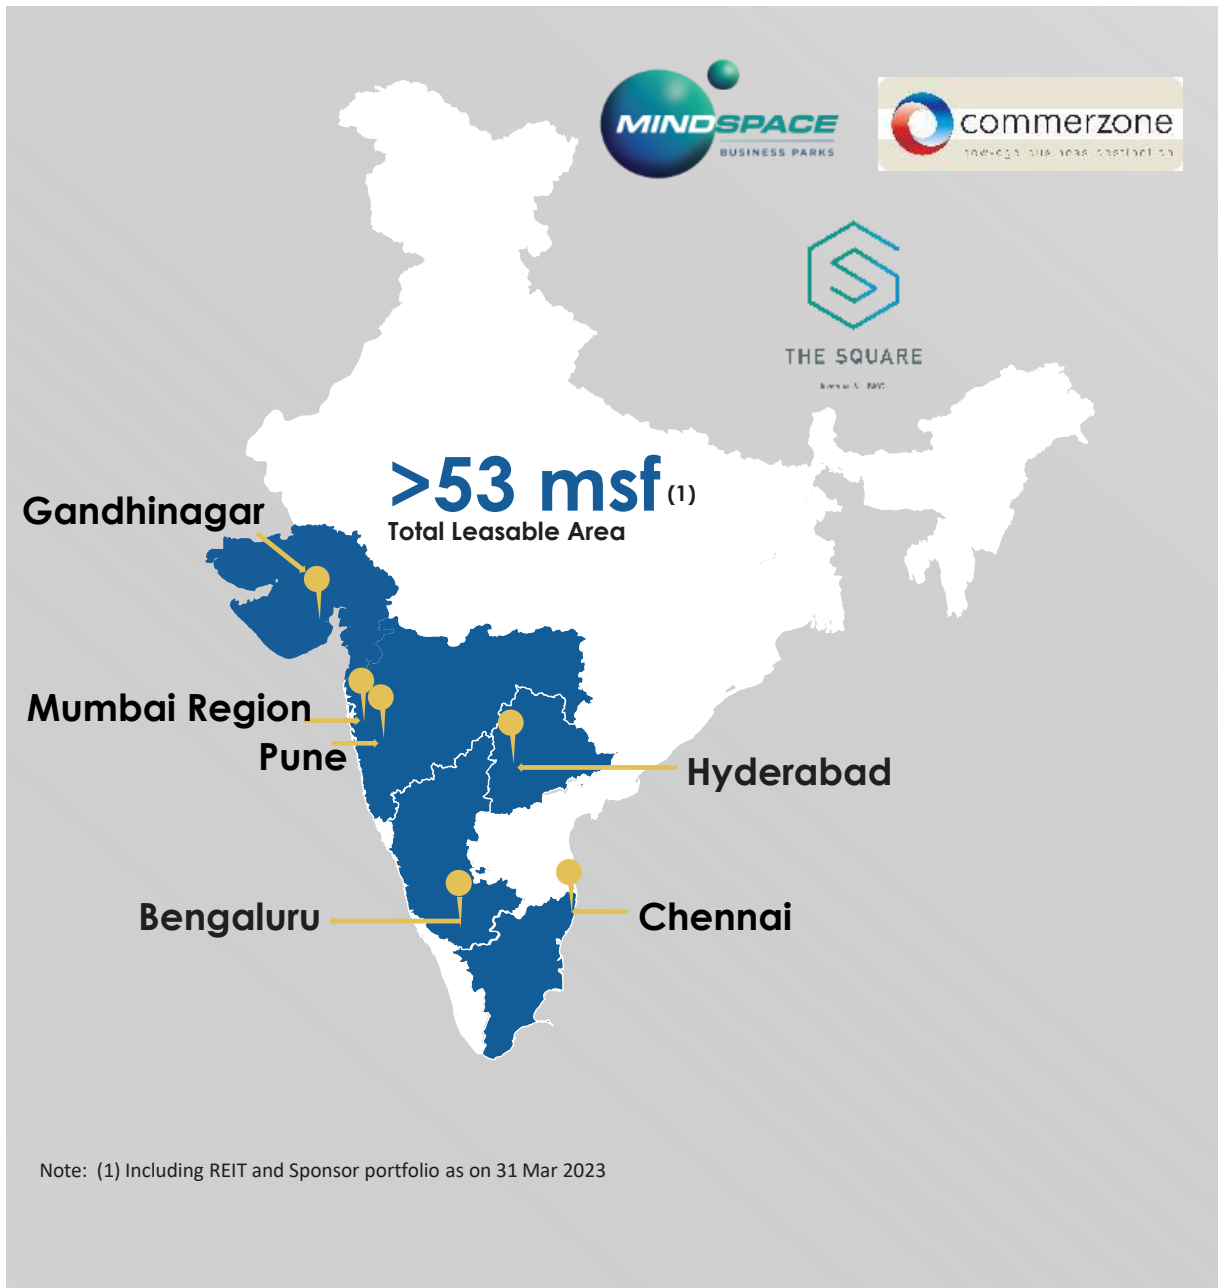 MINDSPACE
BUSINESS PARKS
commerzone
THE SQUARE
>53 msf (1)
Total Leasable Area
Gandhinagar
Mumbai Region
Pune
Hyderabad
Bengaluru
Chennai
Note: (1) Including REIT and Sponsor portfolio as on 31 Mar 2023